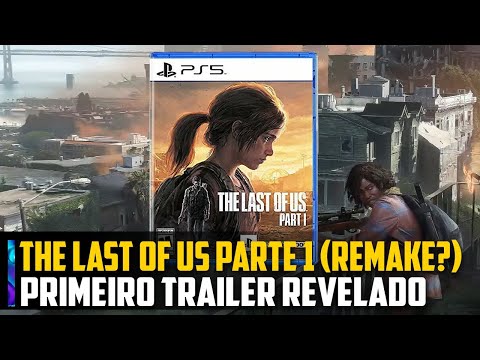 PS5
THE LAST OF US
PART I
THE LAST OF US PARTE 1 (REMAKE?)
PRIMEIRO TRAILER REVELADO